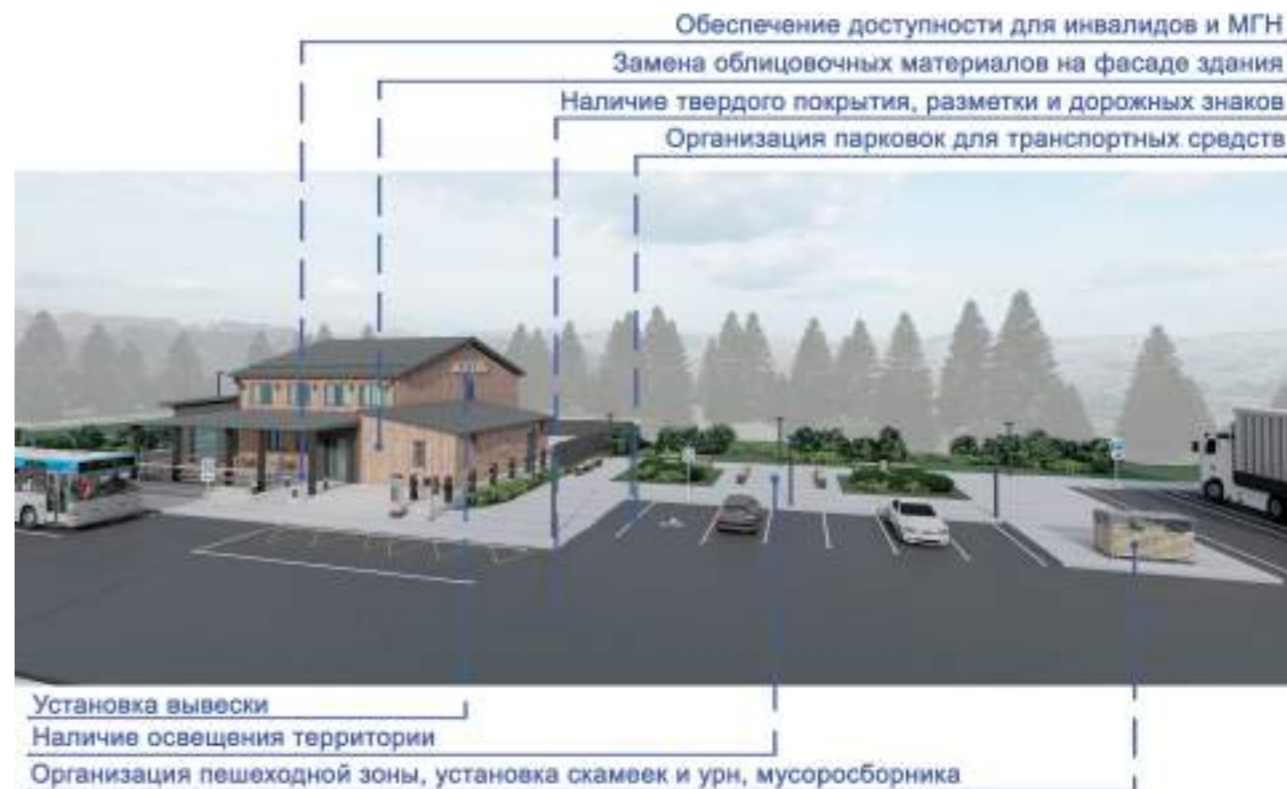 Обеспечение доступности для инвалидов и МГН
Замена облицовочных материалов на фасаде здания
Наличие твердого покрытия, разметки и дорожных знаков
Организация парковок для транспортных средств
Установка вывески
Наличие освещения территории
Организация пешеходной зоны, установка скамеек и урн, мусоросборника